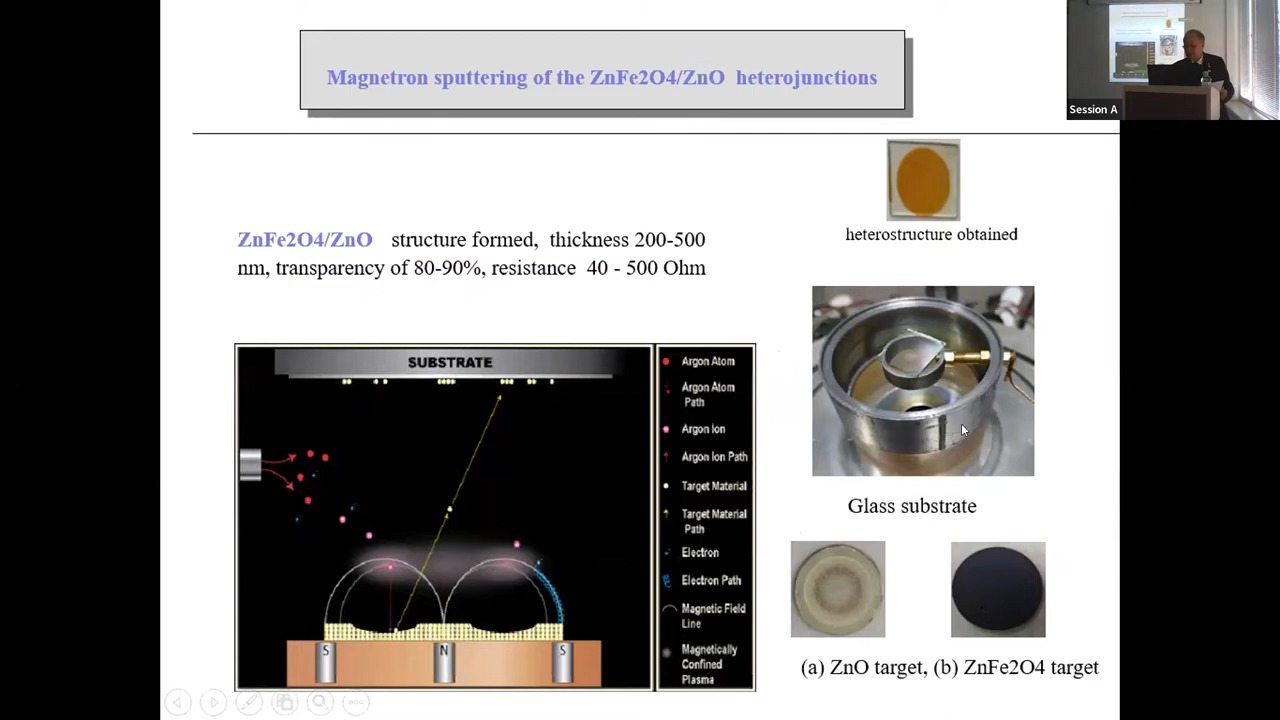 Magnetron sputtering of the ZnFe2O4/ZnO heterojunctions
Session A
heterostructure obtained
ZnFe2O4/ZnO structure formed, thickness 200-500
nm, transparency of 80-90%, resistance 40 - 500 Ohm
SUBSTRATE
Argon Atom
Argon Atom
Path
Argon Ion
Argon Ion Path
Target Material
Target Material
Path
Electron
Electron Path
Magnetic Field
Line
Magnetically
Confined
Plasma
S
N
S
Glass substrate
(a) ZnO target, (b) ZnFe2O4 target